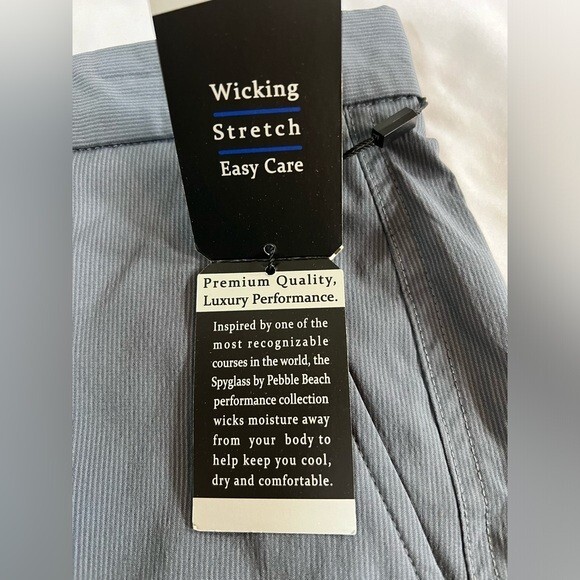 Wicking
Stretch
Easy Care
Premium Quality,
Luxury Performance.
Inspired by one of the
most recognizable
courses in the world, the
Spyglass by Pebble Beach
performance collection
wicks moisture away
from your body to
help keep you cool,
dry and comfortable.